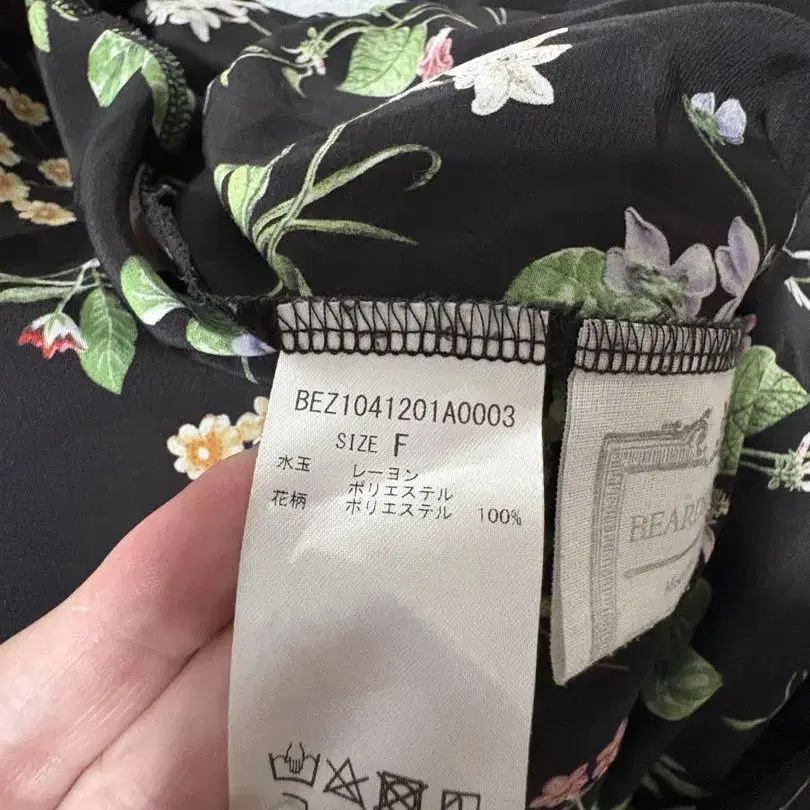 BEZ1041201A0003
SIZE F
水玉 レーヨン
ポリエステル
花柄 ポリエステル 100%